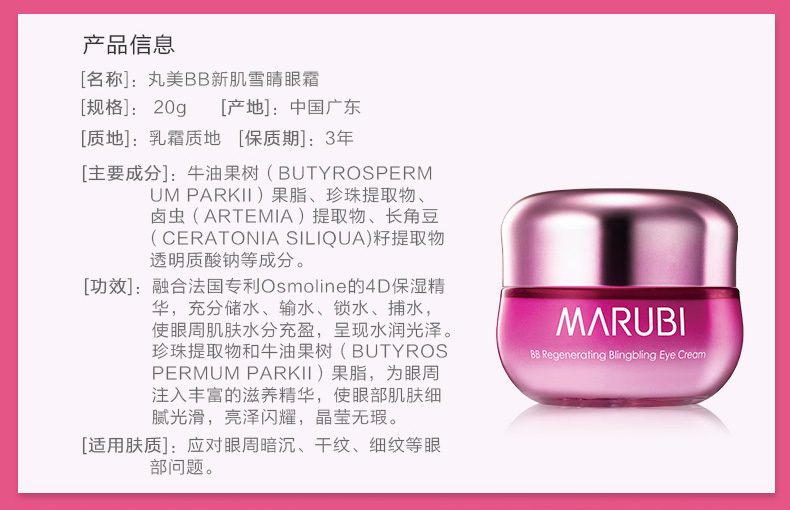 产品信息
[名称]：丸美BB新肌雪睛眼霜
[规格]： 20g [产地]：中国广东
[质地]：乳霜质地 [保质期]：3年
[主要成分]：牛油果树（BUTYROSPERM
UM PARKII）果脂、珍珠提取物、
卤虫（ARTEMIA）提取物、长角豆
( CERATONIA SILIQUA)籽提取物
透明质酸钠等成分。
[功效]：融合法国专利Osmoline的4D保湿精
华，充分储水、输水、锁水、捕水，
使眼周肌肤水分充盈，呈现水润光泽。
珍珠提取物和牛油果树（BUTYROS
PERMUM PARKII）果脂，为眼周
注入丰富的滋养精华，使眼部肌肤细
腻光滑，亮泽闪耀，晶莹无瑕。
[适用肤质]：应对眼周暗沉、干纹、细纹等眼
部问题。
MARUBI
BB Regenerating Blingbling Eye Cream